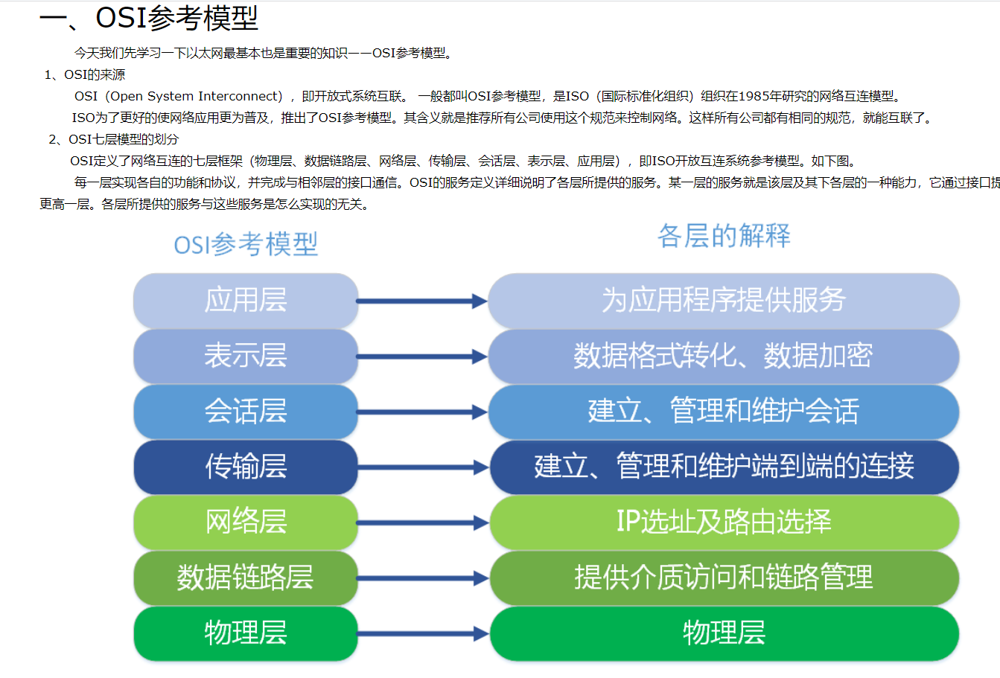 一、OSI参考模型
今天我们先学习一下以太网最基本也是重要的知识——OSI参考模型。
1、OSI的来源
OSI（Open System Interconnect），即开放式系统互联。 一般都叫OSI参考模型，是ISO（国际标准化组织）组织在1985年研究的网络互连模型。
ISO为了更好的使网络应用更为普及，推出了OSI参考模型。其含义就是推荐所有公司使用这个规范来控制网络。这样所有公司都有相同的规范，就能互联了。
2、OSI七层模型的划分
OSI定义了网络互连的七层框架（物理层、数据链路层、网络层、传输层、会话层、表示层、应用层），即ISO开放互连系统参考模型。如下图。
每一层实现各自的功能和协议，并完成与相邻层的接口通信。OSI的服务定义详细说明了各层所提供的服务。某一层的服务就是该层及其下各层的一种能力，它通过接口提
更高一层。各层所提供的服务与这些服务是怎么实现的无关。
OSI参考模型 各层的解释
应用层 为应用程序提供服务
表示层 数据格式转化、数据加密
会话层 建立、管理和维护会话
传输层 建立、管理和维护端到端的连接
网络层 IP选址及路由选择
数据链路层 提供介质访问和链路管理
物理层 物理层